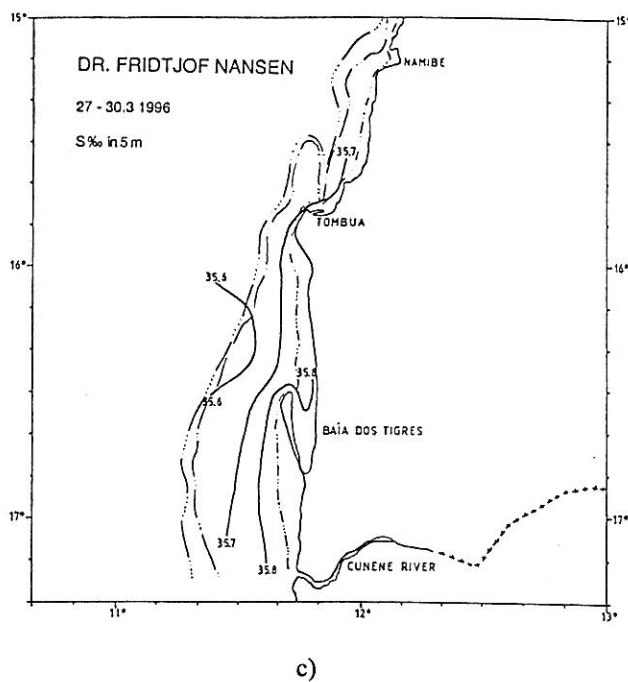 15°
15°
DR. FRIDTJOF NANSEN
27 - 30.3 1996
S‰ in 5 m
NAMIBE
35.7
TOMBUA
16°
16°
35.6
35.6
35.8
BAÍA DOS TIGRES
17°
17°
35.7
35.8
CUNENE RIVER
11°
12°
13°
c)